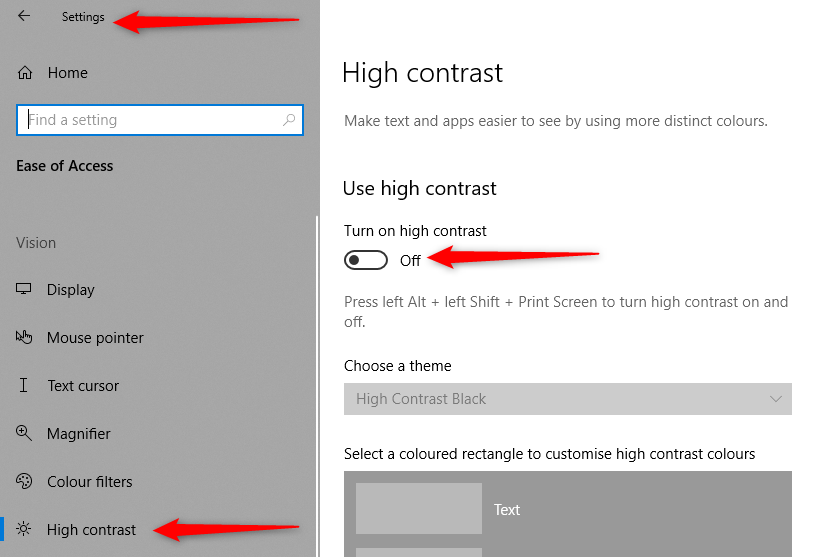 Settings
Home
Find a setting
Ease of Access
Vision
Display
Mouse pointer
Text cursor
Magnifier
Colour filters
High contrast
High contrast
Make text and apps easier to see by using more distinct colours.
Use high contrast
Turn on high contrast
Off
Press left Alt + left Shift + Print Screen to turn high contrast on and
off.
Choose a theme
High Contrast Black
Select a coloured rectangle to customise high contrast colours
Text